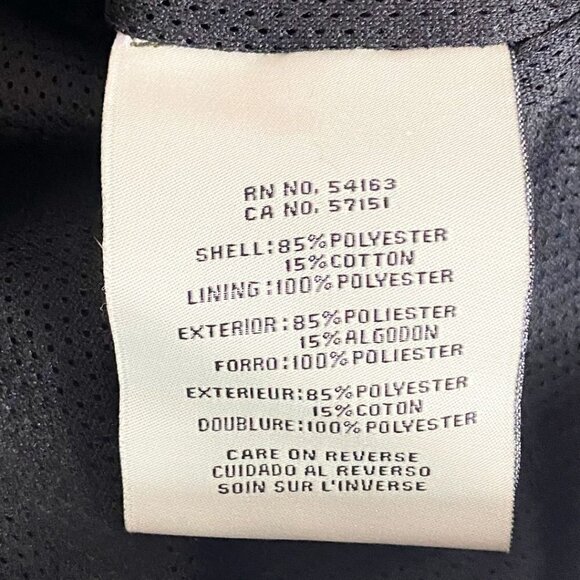 RN NO. 54163
CA NO. 57151
SHELL:85%POLYESTER
15%COTTON
LINING:100%POLYESTER
EXTERIOR:85%POLIESTER
15%ALGODON
FORRO:100%POLIESTER
EXTERIEUR:85%POLYESTER
15%COTON
DOUBLURE:100%POLYESTER
CARE ON REVERSE
CUIDADO AL REVERSO
SOIN SUR L'INVERSE